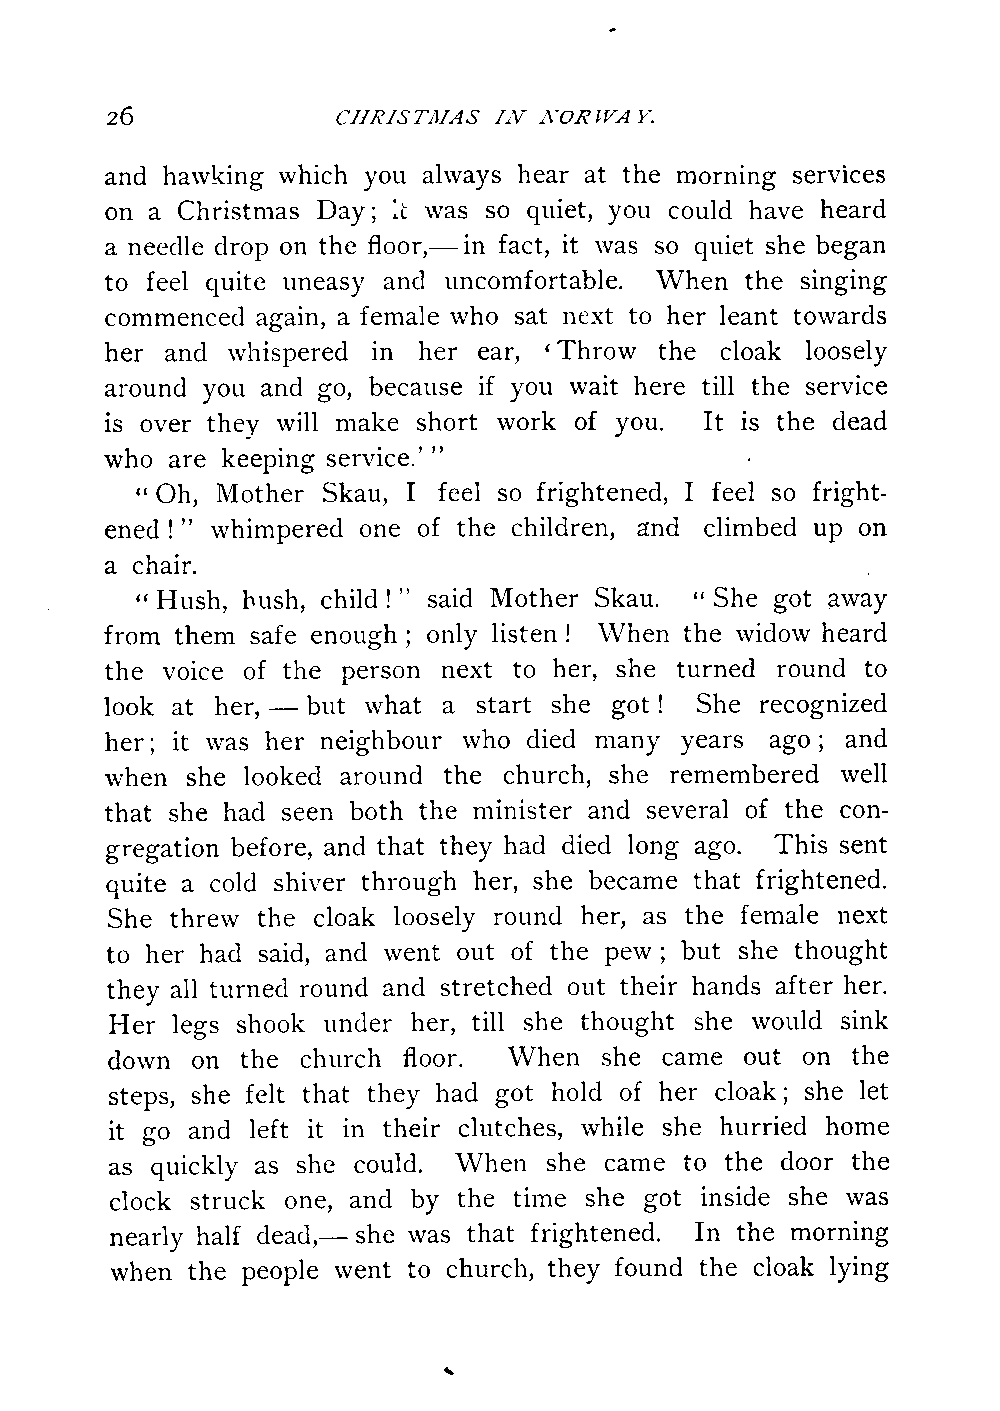 26 CHRISTMAS IN NORWAY.
and hawking which you always hear at the morning services
on a Christmas Day; it was so quiet, you could have heard
a needle drop on the floor,—in fact, it was so quiet she began
to feel quite uneasy and uncomfortable. When the singing
commenced again, a female who sat next to her leant towards
her and whispered in her ear, ‘Throw the cloak loosely
around you and go, because if you wait here till the service
is over they will make short work of you. It is the dead
who are keeping service.’”
“Oh, Mother Skau, I feel so frightened, I feel so fright-
ened!” whimpered one of the children, and climbed up on
a chair.
“Hush, hush, child!” said Mother Skau. “She got away
from them safe enough; only listen! When the widow heard
the voice of the person next to her, she turned round to
look at her,—but what a start she got! She recognized
her; it was her neighbour who died many years ago; and
when she looked around the church, she remembered well
that she had seen both the minister and several of the con-
gregation before, and that they had died long ago. This sent
quite a cold shiver through her, she became that frightened.
She threw the cloak loosely round her, as the female next
to her had said, and went out of the pew; but she thought
they all turned round and stretched out their hands after her.
Her legs shook under her, till she thought she would sink
down on the church floor. When she came out on the
steps, she felt that they had got hold of her cloak; she let
it go and left it in their clutches, while she hurried home
as quickly as she could. When she came to the door the
clock struck one, and by the time she got inside she was
nearly half dead,—she was that frightened. In the morning
when the people went to church, they found the cloak lying